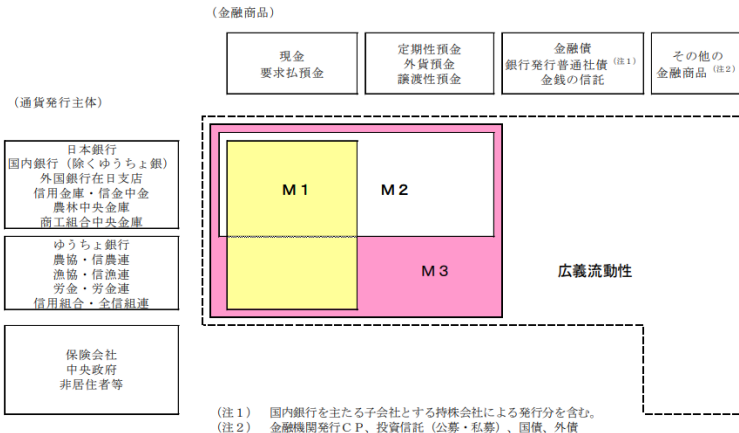 (金融商品)
現金
要求払預金
定期性預金
外貨預金
譲渡性預金
金融債
銀行発行普通社債（注１）
金銭の信託
その他の
金融商品（注２）
(通貨発行主体)
日本銀行
国内銀行（除くゆうちょ銀）
外国銀行在日支店
信用金庫・信金中金
農林中央金庫
商工組合中央金庫
ゆうちょ銀行
農協・信農連
漁協・信漁連
労金・労金連
信用組合・全信組連
保険会社
中央政府
非居住者等
Ｍ１
Ｍ２
Ｍ３
広義流動性
(注１) 国内銀行を主たる子会社とする持株会社による発行分を含む。
(注２) 金融機関発行ＣＰ、投資信託（公募・私募）、国債、外債